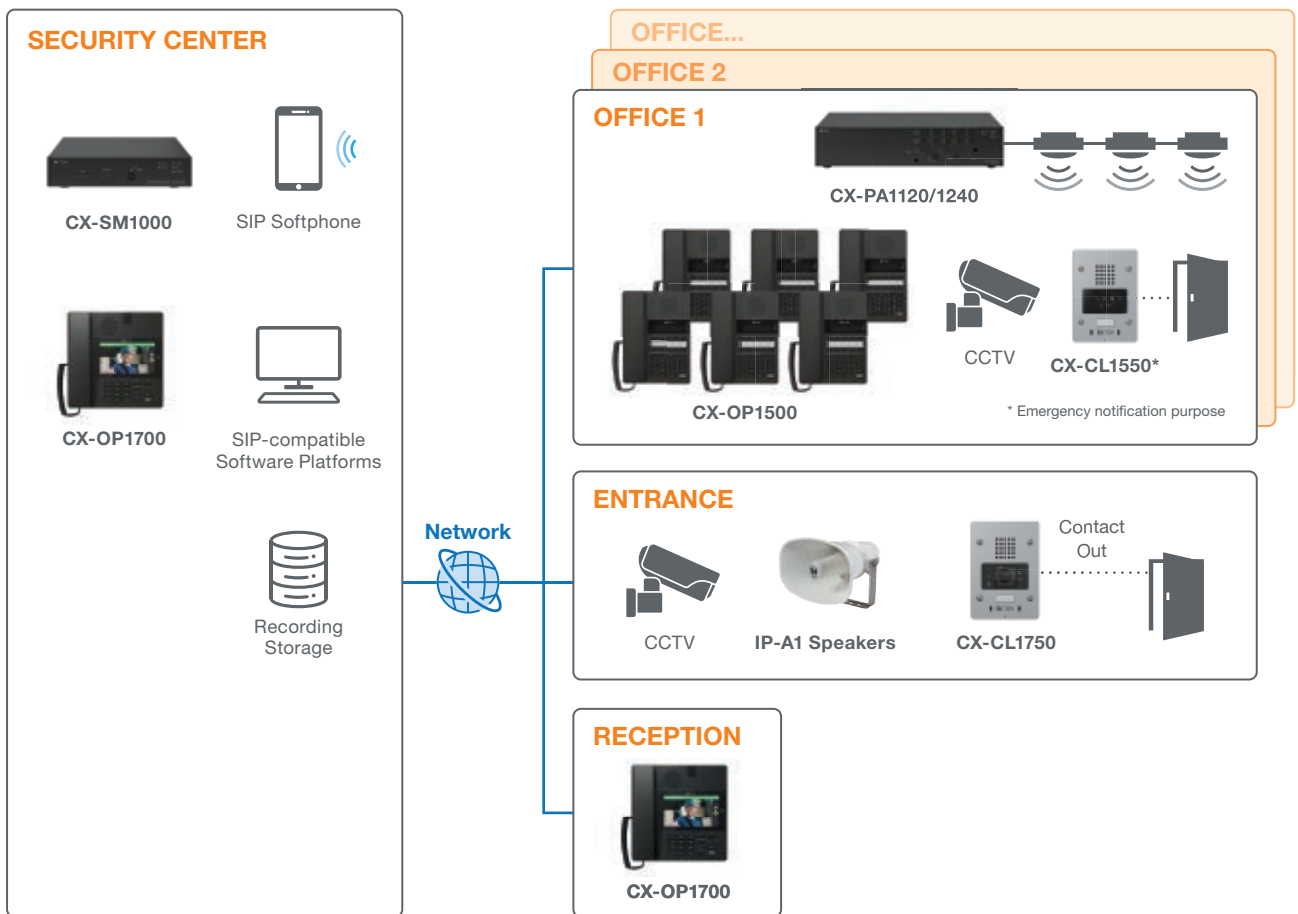 SECURITY CENTER
CX-SM1000
SIP Softphone
CX-OP1700
SIP-compatible
Software Platforms
Recording
Storage
Network
OFFICE...
OFFICE 2
OFFICE 1
CX-PA1120/1240
CX-OP1500
CCTV
CX-CL1550*
* Emergency notification purpose
ENTRANCE
CCTV
IP-A1 Speakers
CX-CL1750
Contact
Out
RECEPTION
CX-OP1700